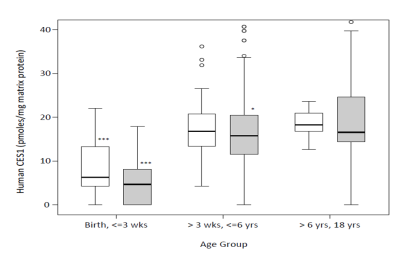 Human CES1 (pmoles/mg matrix protein)
40
30
20
10
0
***
***
*
Birth, <=3 wks
> 3 wks, <=6 yrs
> 6 yrs, 18 yrs
Age Group